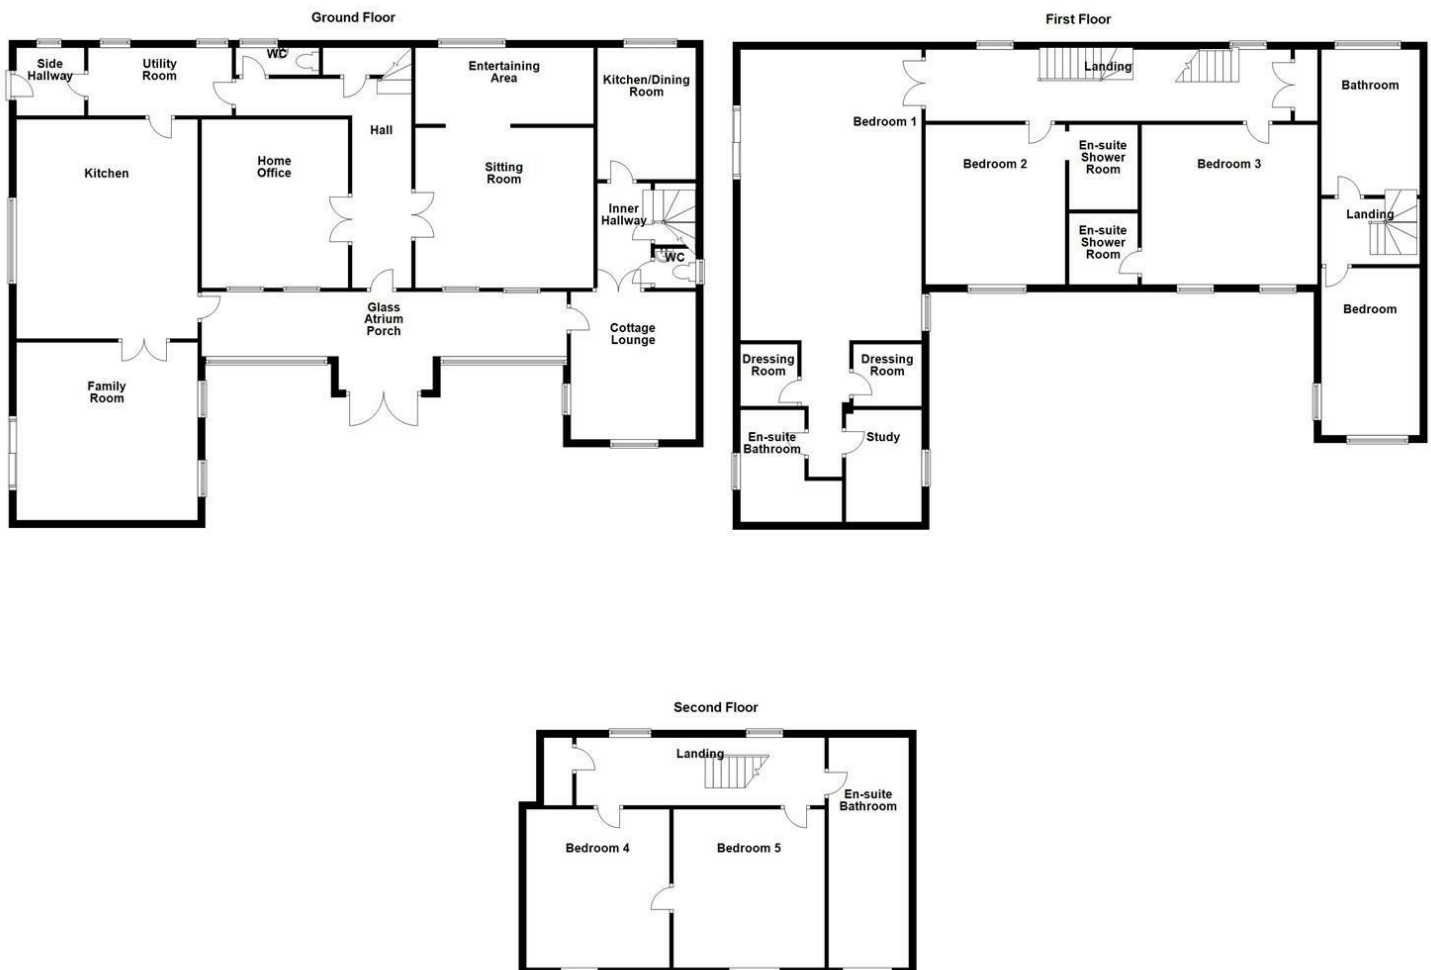 Ground Floor
Side
Hallway
Utility
Room
WC
Entertaining
Area
Kitchen/Dining
Room
Hall
Kitchen
Home
Office
Sitting
Room
Inner
Hallway
WC
Glass
Atrium
Porch
Cottage
Lounge
Family
Room
First Floor
Landing
Bathroom
Bedroom 1
Bedroom 2
En-suite
Shower
Room
Bedroom 3
Landing
En-suite
Shower
Room
Bedroom
Dressing
Room
Dressing
Room
En-suite
Bathroom
Study
Second Floor
Landing
En-suite
Bathroom
Bedroom 4
Bedroom 5